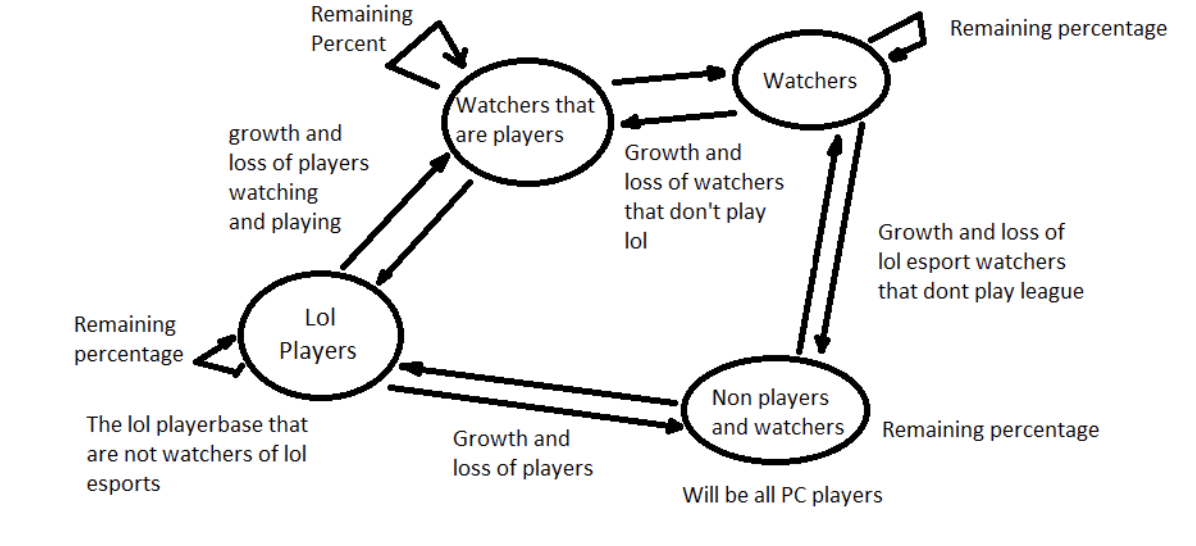 Remaining
Percent
Remaining percentage
Watchers that
are players
Watchers
growth and
loss of players
watching
and playing
Growth and
loss of watchers
that don't play
lol
Growth and loss of
lol esport watchers
that dont play league
Lol
Players
Remaining
percentage
The lol playerbase that
are not watchers of lol
esports
Growth and
loss of players
Non players
and watchers
Remaining percentage
Will be all PC players